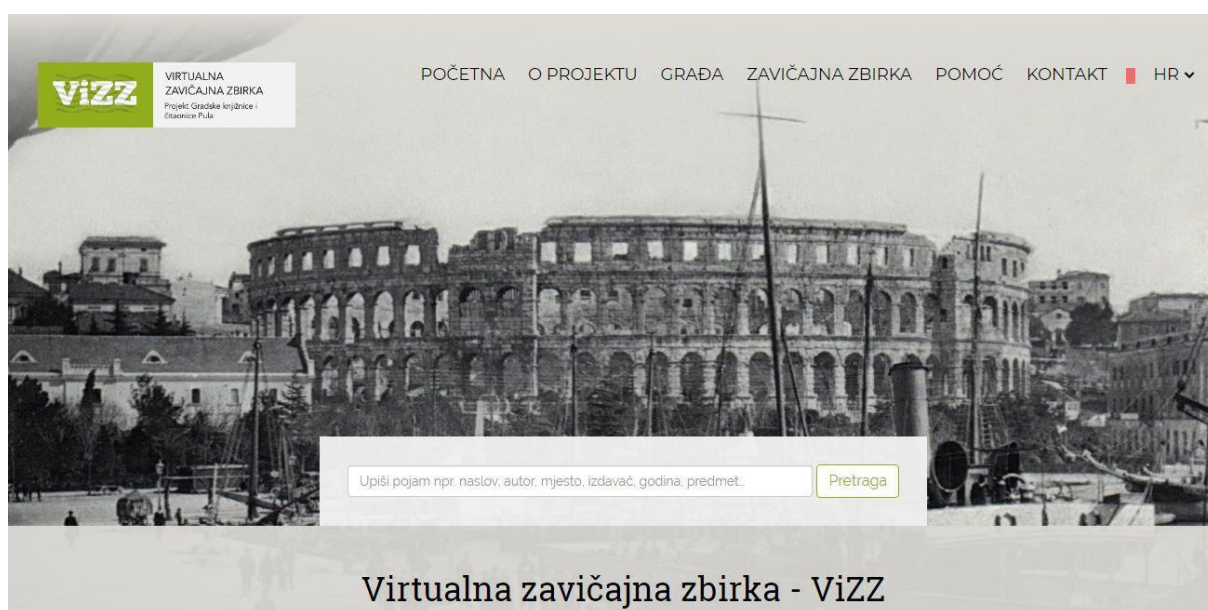 ViZZ
VIRTUALNA
ZAVIČAJNA ZBIRKA
Projekt Gradske knjižnice i
čitaonice Pula
POČETNA O PROJEKTU GRAĐA ZAVIČAJNA ZBIRKA POMOĆ KONTAKT HR
Upiši pojam npr. naslov, autor, mjesto, izdavač, godina, predmet...
Pretraga
Virtualna zavičajna zbirka - ViZZ